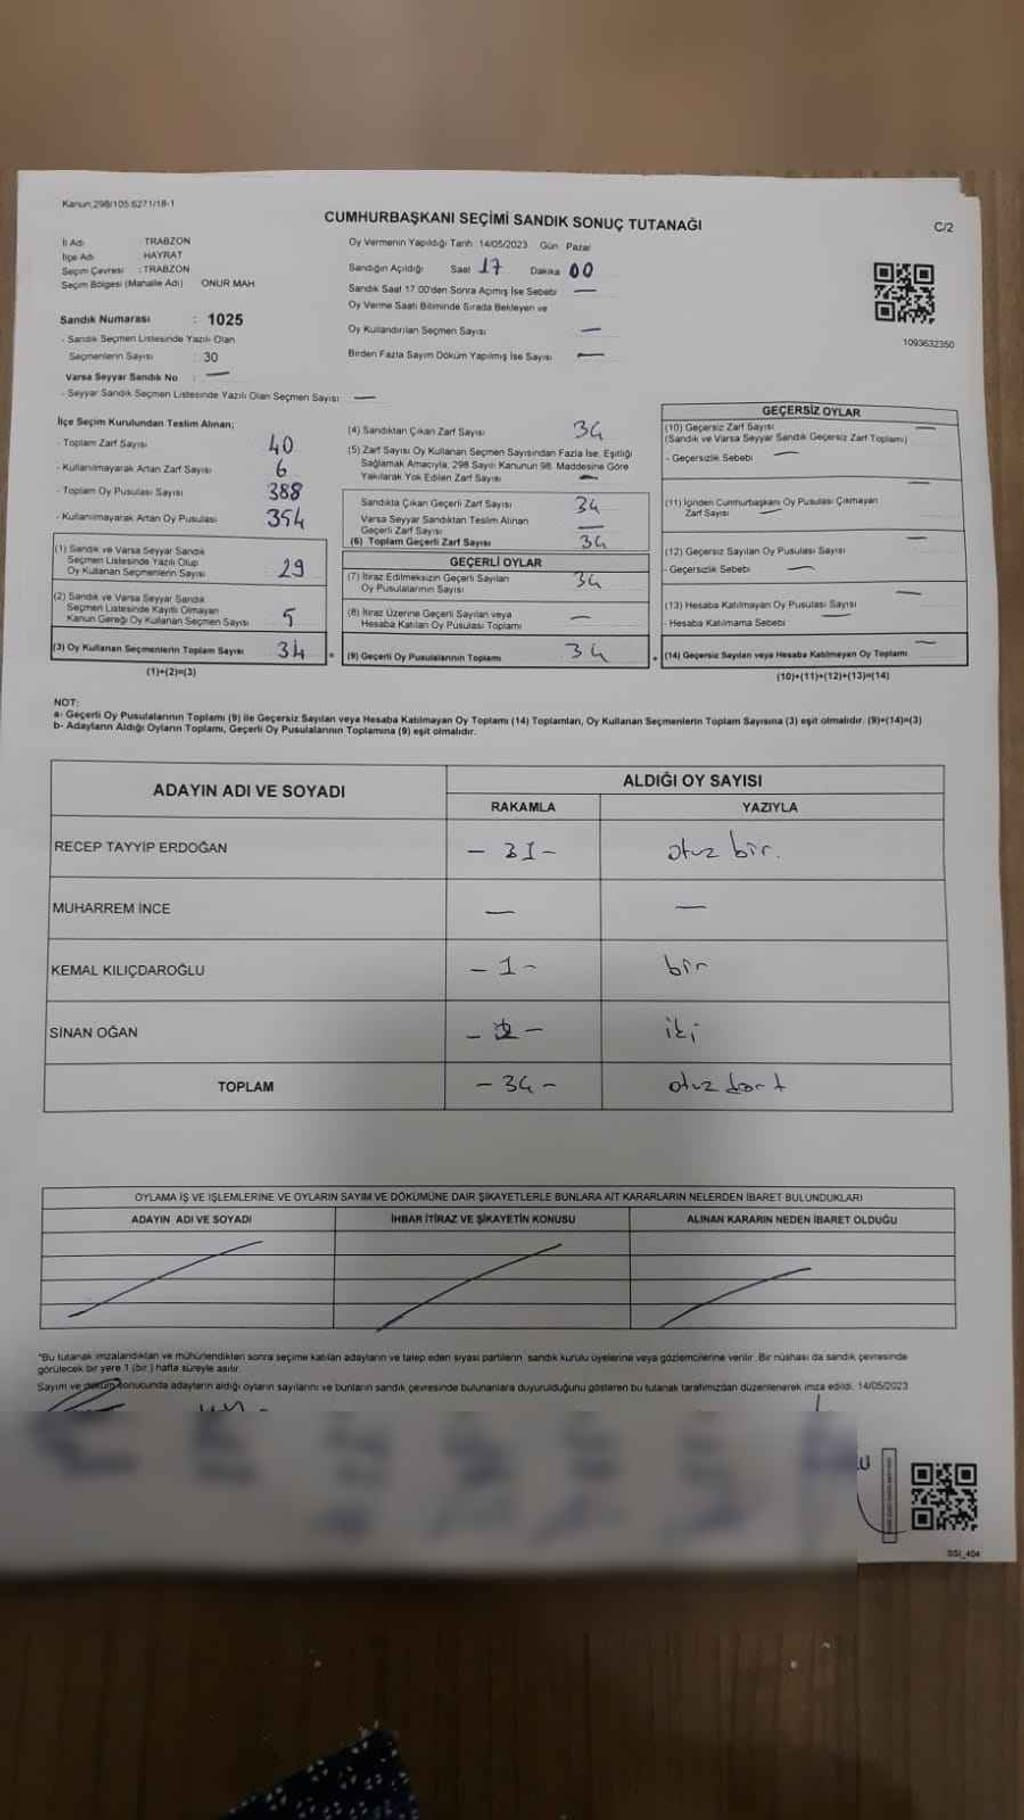 Kanun:298/105 6271/18-1
CUMHURBAŞKANI SEÇİMİ SANDIK SONUÇ TUTANAĞI
C/2
İl Adı : TRABZON
İlçe Adı : HAYRAT
Seçim Çevresi : TRABZON
Seçim Bölgesi (Mahalle Adı) ONUR MAH
Oy Vermenin Yapıldığı Tarih 14/05/2023 Gün Pazar
Sandığın Açıldığı Saat 17 Dakika 00
Sandık Saat 17:00'den Sonra Açımış İse Sebebi —
Oy Verme Saati Bitiminde Sırada Bekleyen ve
Oy Kullandırılan Seçmen Sayısı —
Birden Fazla Sayım Döküm Yapılmış İse Sayısı —
1093632350
Sandık Numarası : 1025
- Sandık Seçmen Listesinde Yazılı Olan
Seçmenlerin Sayısı : 30
Varsa Seyyar Sandık No : —
- Seyyar Sandık Seçmen Listesinde Yazılı Olan Seçmen Sayısı —
İlçe Seçim Kurulundan Teslim Alınan;
- Toplam Zarf Sayısı 40
- Kullanılmayarak Artan Zarf Sayısı 6
- Toplam Oy Pusulası Sayısı 388
- Kullanılmayarak Artan Oy Pusulası 354
(1) Sandık ve Varsa Seyyar Sandık
Seçmen Listesinde Yazılı Olup
Oy Kullanan Seçmenlerin Sayısı 29
(2) Sandık ve Varsa Seyyar Sandık
Seçmen Listesinde Kayıtlı Olmayan
Kanun Gereği Oy Kullanan Seçmen Sayısı 5
(3) Oy Kullanan Seçmenlerin Toplam Sayısı 34
(1)+(2)=(3)
(4) Sandıktan Çıkan Zarf Sayısı 34
(5) Zarf Sayısı Oy Kullanan Seçmen Sayısından Fazla İse, Eşitliği
Sağlamak Amacıyla, 298 Sayılı Kanunun 98. Maddesine Göre
Yakılarak Yok Edilen Zarf Sayısı —
Sandıkta Çıkan Geçerli Zarf Sayısı 34
Varsa Seyyar Sandıktan Teslim Alınan
Geçerli Zarf Sayısı —
(6) Toplam Geçerli Zarf Sayısı 34
GEÇERLİ OYLAR
(7) İtiraz Edilmeksizin Geçerli Sayılan
Oy Pusulalarının Sayısı 34
(8) İtiraz Üzerine Geçerli Sayılan veya
Hesaba Katılan Oy Pusulası Toplamı —
(9) Geçerli Oy Pusulalarının Toplamı 34
GEÇERSİZ OYLAR
(10) Geçersiz Zarf Sayısı —
(Sandık ve Varsa Seyyar Sandık Geçersiz Zarf Toplamı)
- Geçersizlik Sebebi —
(11) İçinden Cumhurbaşkanı Oy Pusulası Çıkmayan —
Zarf Sayısı —
(12) Geçersiz Sayılan Oy Pusulası Sayısı —
- Geçersizlik Sebebi —
(13) Hesaba Katılmayan Oy Pusulası Sayısı —
- Hesaba Katılmama Sebebi —
(14) Geçersiz Sayılan veya Hesaba Katılmayan Oy Toplamı —
(10)+(11)+(12)+(13)=(14)
NOT:
a- Geçerli Oy Pusulalarının Toplamı (9) ile Geçersiz Sayılan veya Hesaba Katılmayan Oy Toplamı (14) Toplamları, Oy Kullanan Seçmenlerin Toplam Sayısına (3) eşit olmalıdır. (9)+(14)=(3)
b- Adayların Aldığı Oyların Toplamı, Geçerli Oy Pusulalarının Toplamına (9) eşit olmalıdır.
ADAYIN ADI VE SOYADI
ALDIĞI OY SAYISI
RAKAMLA YAZIYLA
RECEP TAYYİP ERDOĞAN - 31 - otuz bir.
MUHARREM İNCE — —
KEMAL KILIÇDAROĞLU - 1 - bir
SİNAN OĞAN - 2 - iki
TOPLAM - 34 - otuz dört
OYLAMA İŞ VE İŞLEMLERİNE VE OYLARIN SAYIM VE DÖKÜMÜNE DAİR ŞİKAYETLERLE BUNLARA AİT KARARLARIN NELERDEN İBARET BULUNDUKLARI
ADAYIN ADI VE SOYADI İHBAR İTİRAZ VE ŞİKAYETİN KONUSU ALINAN KARARIN NEDEN İBARET OLDUĞU
*Bu tutanak imzalandıktan ve mühürlendikten sonra seçime katılan adayların ve talep eden siyasi partilerin sandık kurulu üyelerine veya gözlemcilerine verilir. Bir nüshası da sandık çevresinde
görülecek bir yere 1 (bir) hafta süreyle asılır.
Sayım ve döküm sonucunda adayların aldığı oyların sayılarını ve bunların sandık çevresinde bulunanlara duyurulduğunu gösteren bu tutanak tarafımızdan düzenlenerek imza edildi. 14/05/2023
SSI_404